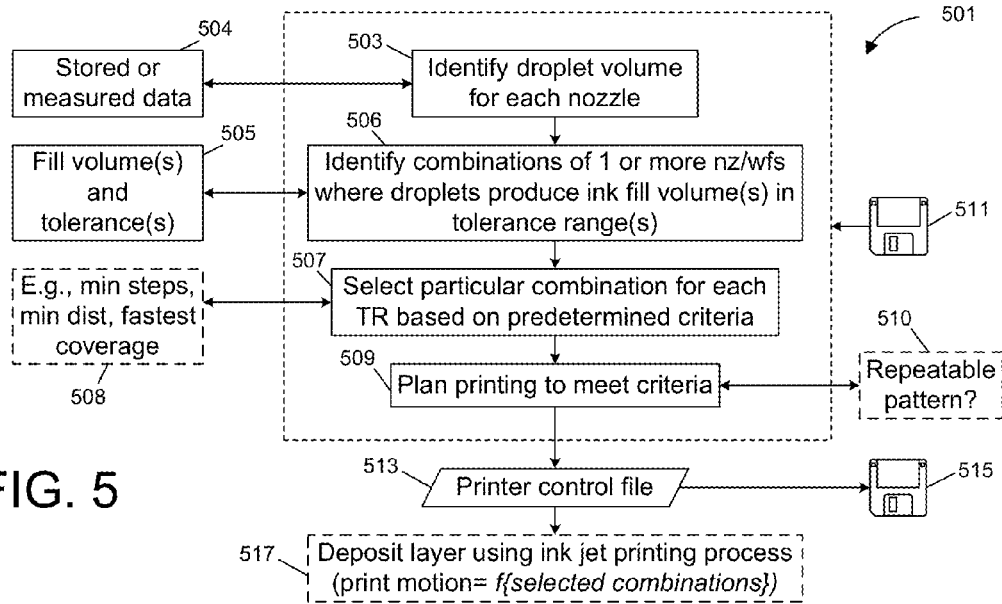 501
504
503
Stored or
measured data
Identify droplet volume
for each nozzle
505
506
Fill volume(s)
and
tolerance(s)
Identify combinations of 1 or more nz/wfs
where droplets produce ink fill volume(s) in
tolerance range(s)
511
507
E.g., min steps,
min dist, fastest
coverage
508
Select particular combination for each
TR based on predetermined criteria
510
509
Plan printing to meet criteria
Repeatable
pattern?
FIG. 5
513
Printer control file
515
517
Deposit layer using ink jet printing process
(print motion= f{selected combinations})